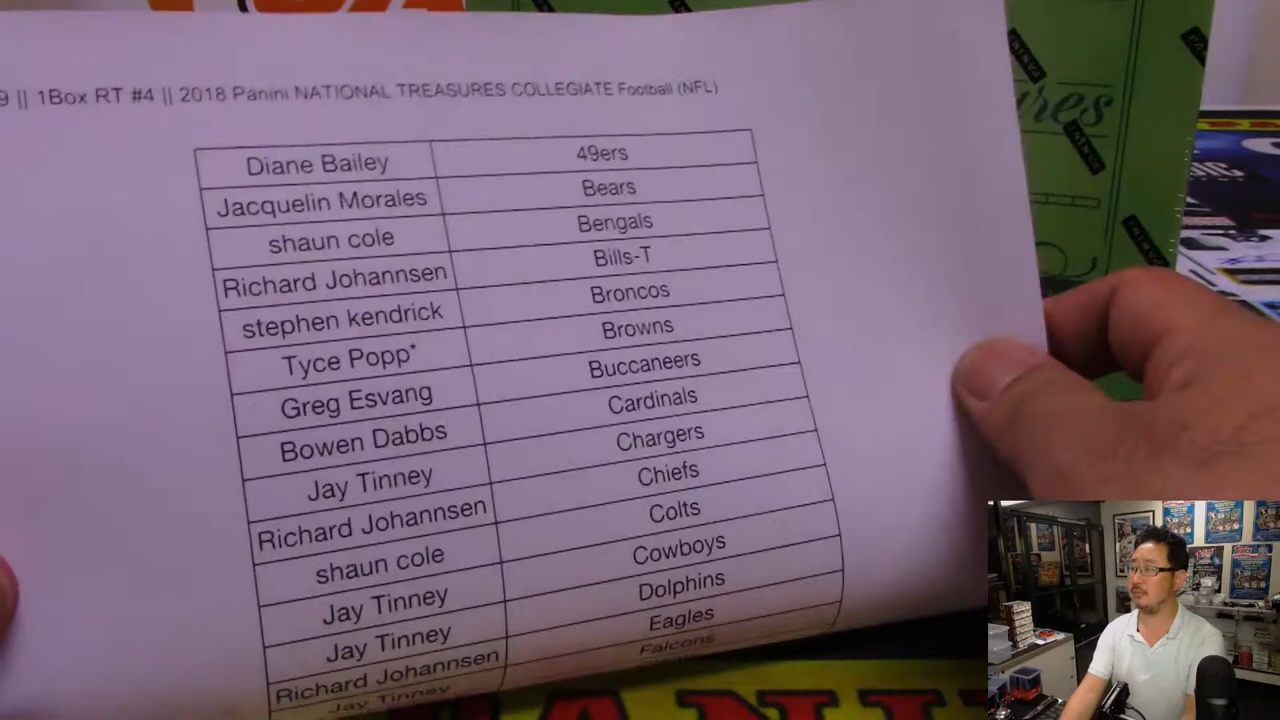 9 || 1Box RT #4 || 2018 Panini NATIONAL TREASURES COLLEGIATE Football (NFL)
Diane Bailey 49ers
Jacquelin Morales Bears
shaun cole Bengals
Richard Johannsen Bills-T
stephen kendrick Broncos
Tyce Popp* Browns
Greg Esvang Buccaneers
Bowen Dabbs Cardinals
Jay Tinney Chargers
Richard Johannsen Chiefs
shaun cole Colts
Jay Tinney Cowboys
Jay Tinney Dolphins
Richard Johannsen Eagles
Jay Tinney Falcons